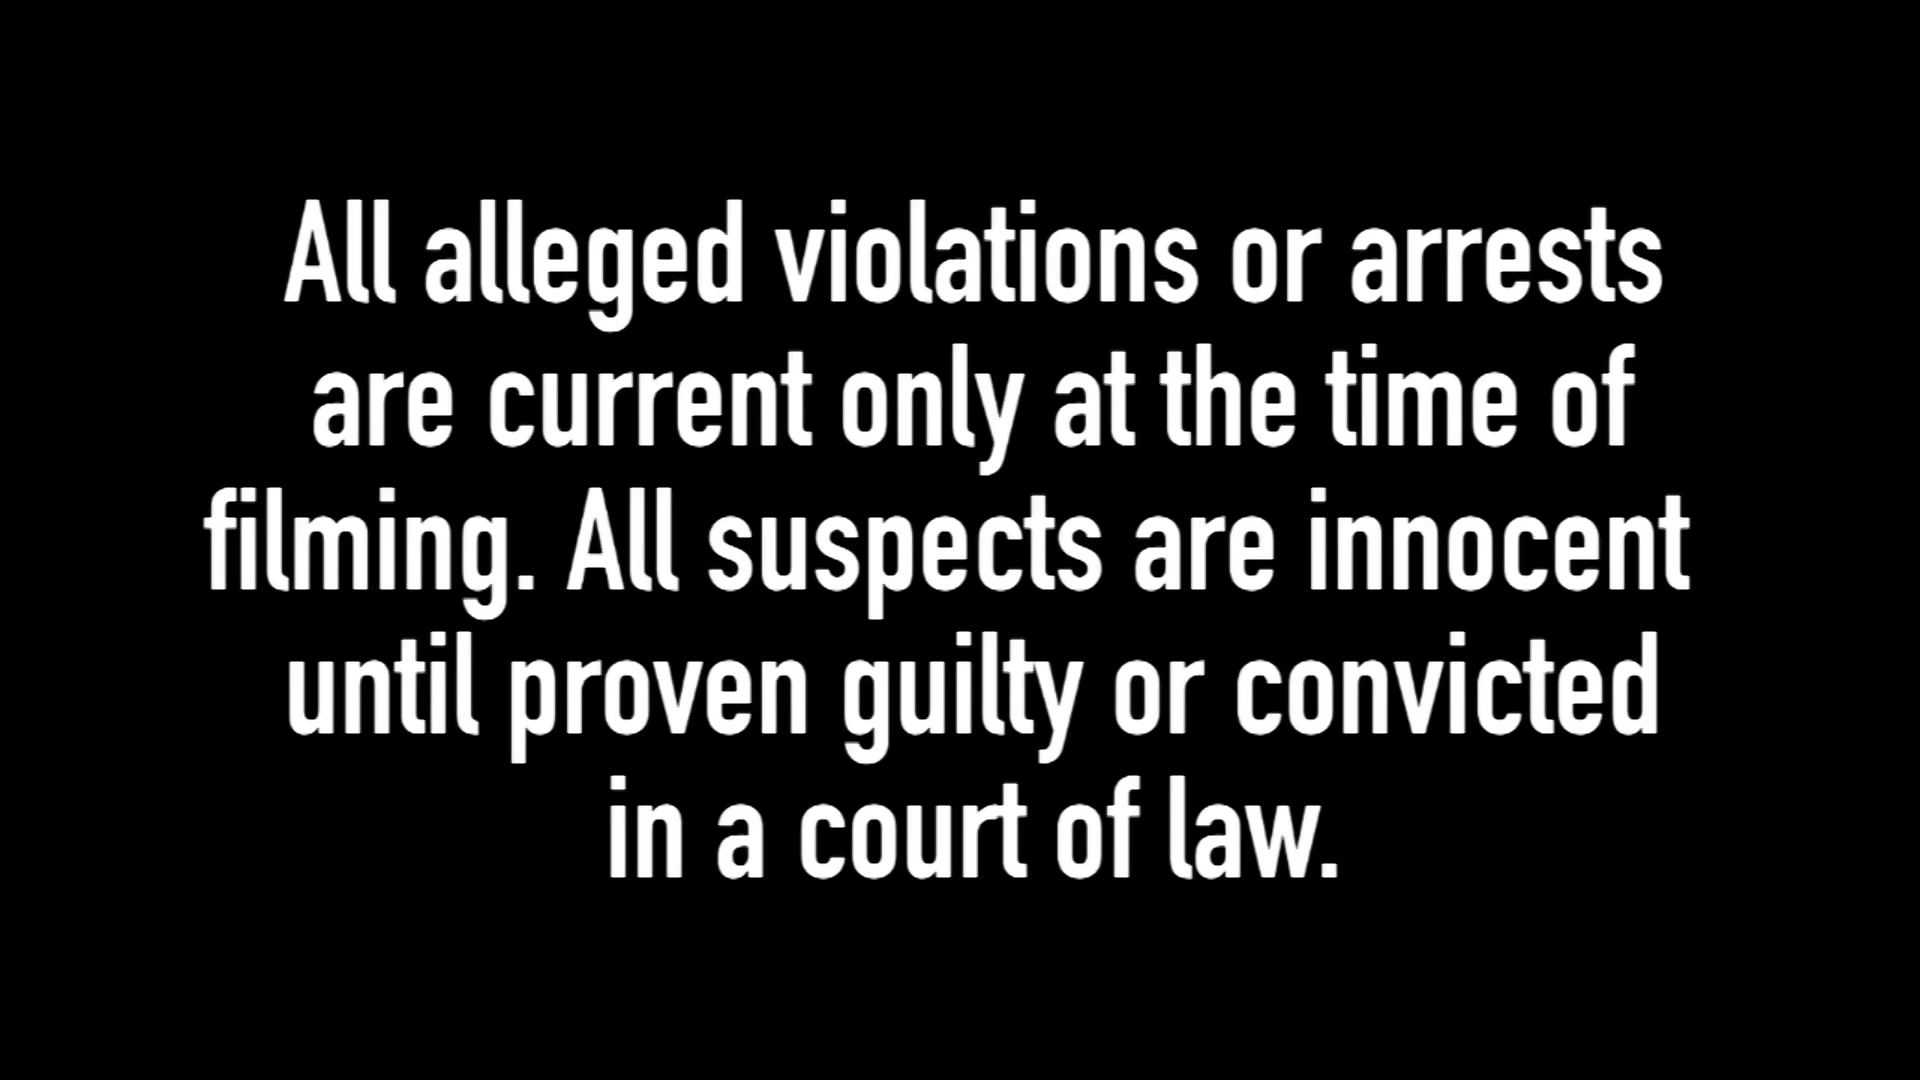 All alleged violations or arrests
are current only at the time of
filming. All suspects are innocent
until proven guilty or convicted
in a court of law.